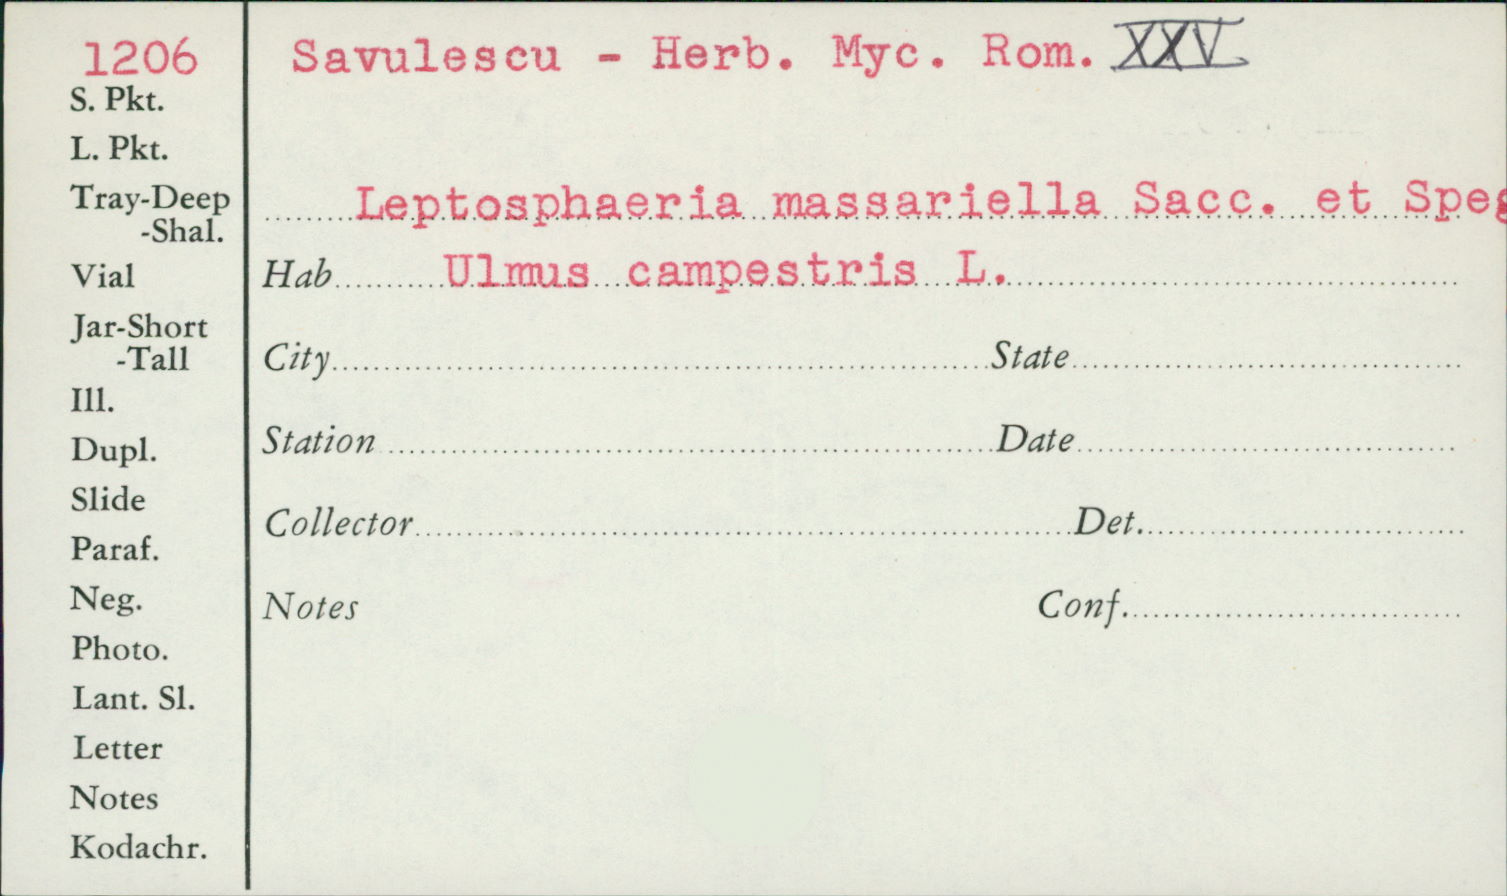 1206
S. Pkt.
L. Pkt.
Tray-Deep
-Shal.
Vial
Jar-Short
-Tall
Ill.
Dupl.
Slide
Paraf.
Neg.
Photo.
Lant. Sl.
Letter
Notes
Kodachr.
Savulescu - Herb. Myc. Rom. XXV
Leptosphaeria massariella Sacc. et Speg
Hab Ulmus campestris L.
City State
Station Date
Collector Det.
Notes Conf.